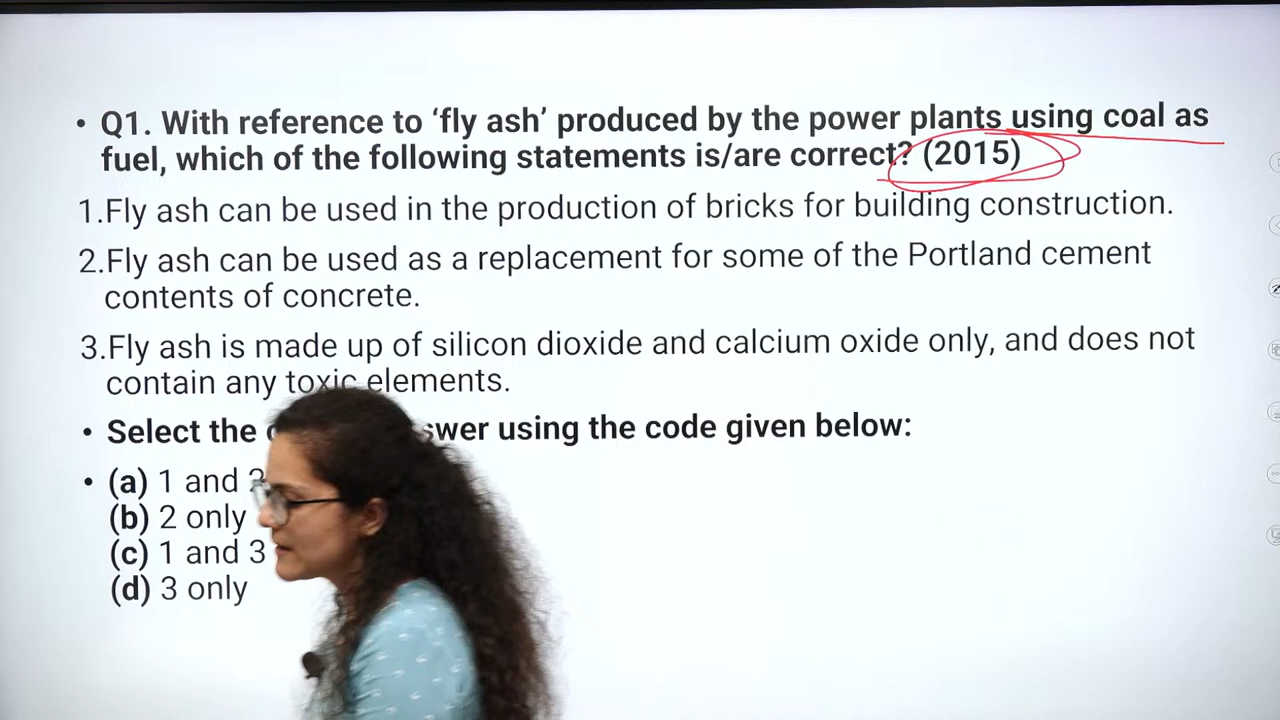 • Q1. With reference to ‘fly ash’ produced by the power plants using coal as
fuel, which of the following statements is/are correct? (2015)
1.Fly ash can be used in the production of bricks for building construction.
2.Fly ash can be used as a replacement for some of the Portland cement
contents of concrete.
3.Fly ash is made up of silicon dioxide and calcium oxide only, and does not
contain any toxic elements.
• Select the using the code given below:
• (a) 1 and
(b) 2 only
(c) 1 and 3
(d) 3 only